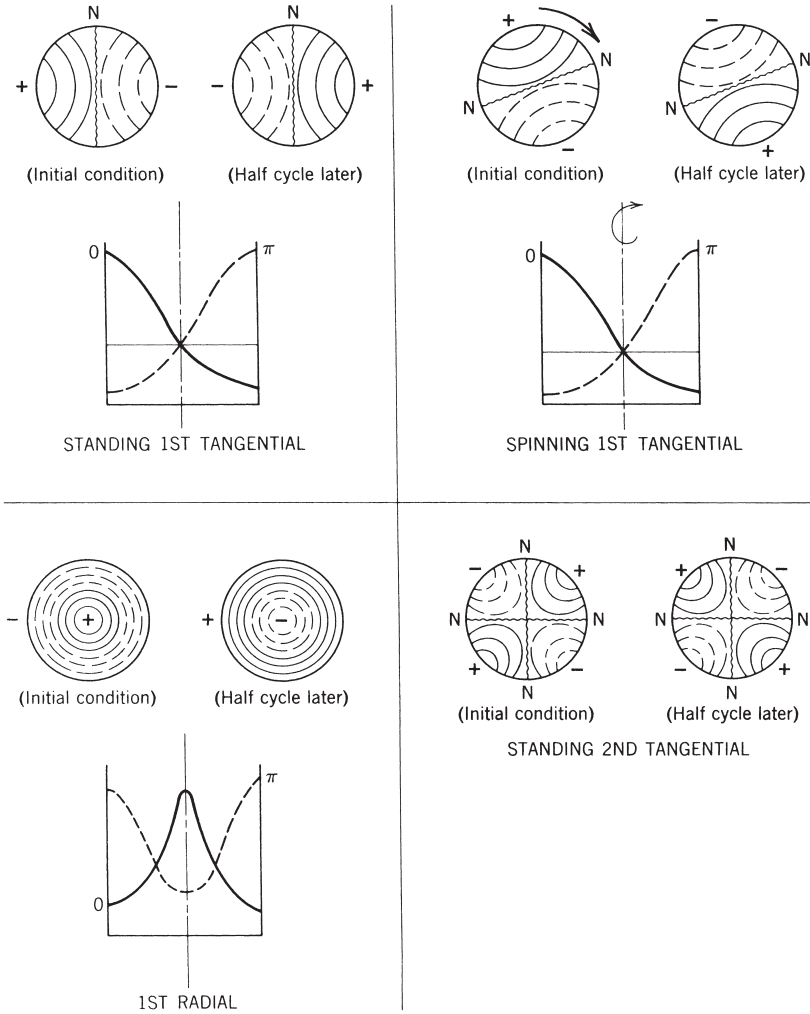 N
+ - - +
(Initial condition) (Half cycle later)
0 π
STANDING 1ST TANGENTIAL
+ N - N
N N
- +
(Initial condition) (Half cycle later)
0 π
SPINNING 1ST TANGENTIAL
- + + -
(Initial condition) (Half cycle later)
π
0
1ST RADIAL
N N
- + + -
N N N
+ - - +
N N
(Initial condition) (Half cycle later)
STANDING 2ND TANGENTIAL